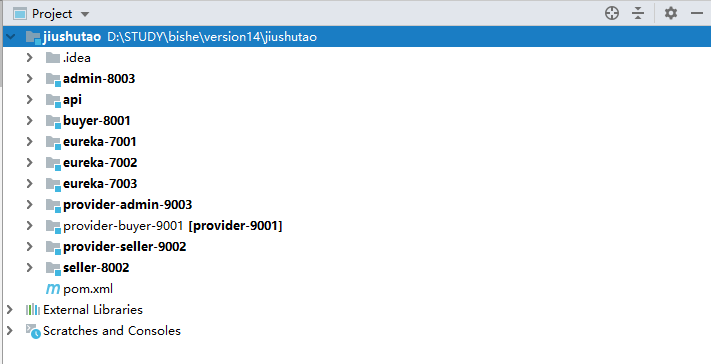 Project
jiushutao D:\STUDY\bishe\version14\jiushutao
.idea
admin-8003
api
buyer-8001
eureka-7001
eureka-7002
eureka-7003
provider-admin-9003
provider-buyer-9001 [provider-9001]
provider-seller-9002
seller-8002
m pom.xml
External Libraries
Scratches and Consoles